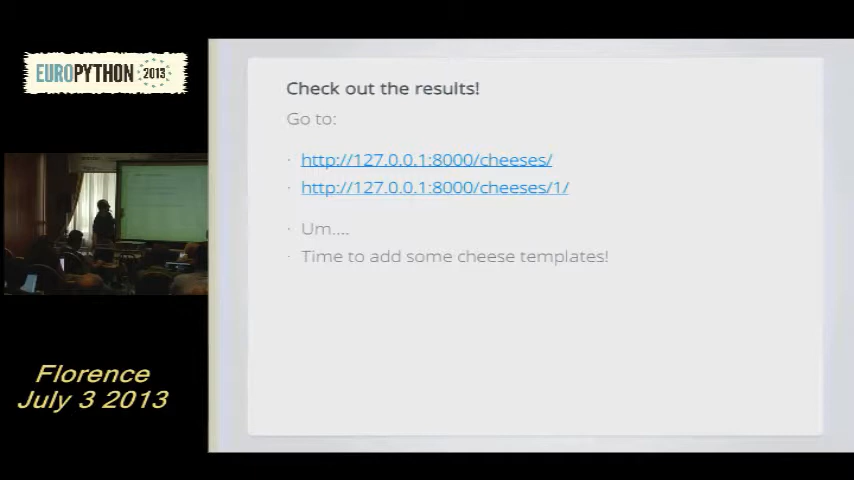 EUROPYTHON 2013
Check out the results!
Go to:
· http://127.0.0.1:8000/cheeses/
· http://127.0.0.1:8000/cheeses/1/
· Um....
· Time to add some cheese templates!
Florence
July 3 2013